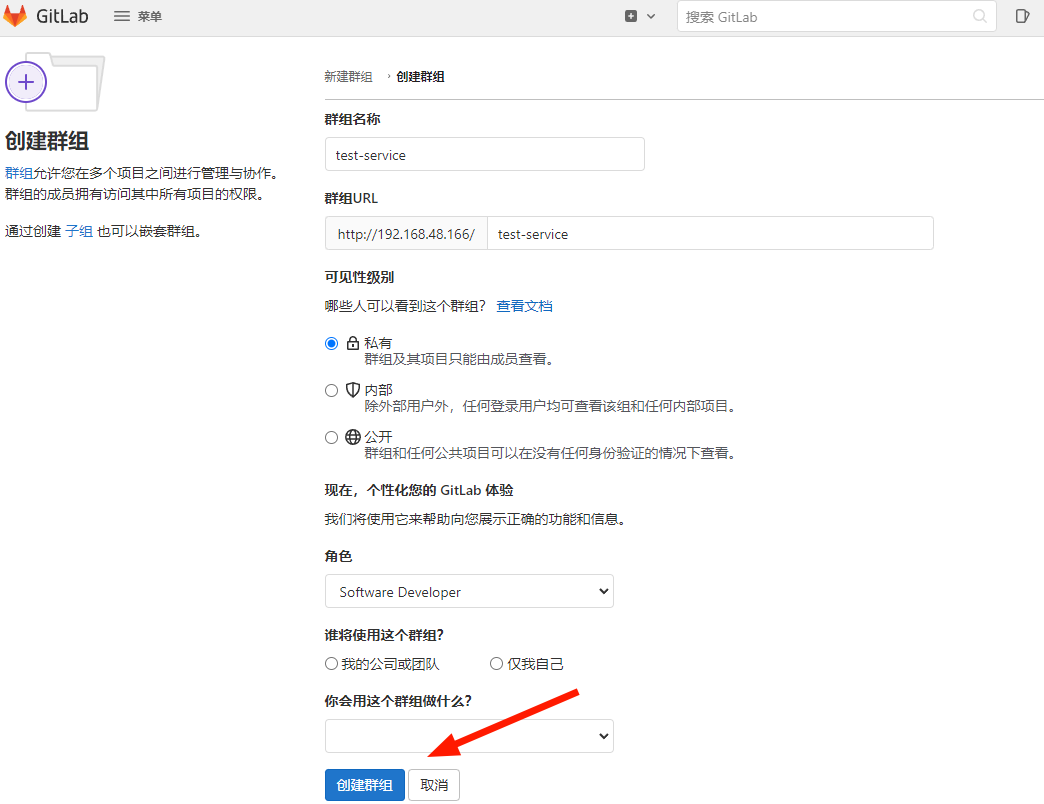 GitLab
菜单
搜索 GitLab
创建群组
群组允许您在多个项目之间进行管理与协作。
群组的成员拥有访问其中所有项目的权限。
通过创建 子组 也可以嵌套群组。
新建群组 › 创建群组
群组名称
test-service
群组URL
http://192.168.48.166/ test-service
可见性级别
哪些人可以看到这个群组? 查看文档
私有
群组及其项目只能由成员查看。
内部
除外部用户外，任何登录用户均可查看该组和任何内部项目。
公开
群组和任何公共项目可以在没有任何身份验证的情况下查看。
现在，个性化您的 GitLab 体验
我们将使用它来帮助向您展示正确的功能和信息。
角色
Software Developer
谁将使用这个群组?
我的公司或团队 仅我自己
你会用这个群组做什么?
创建群组 取消